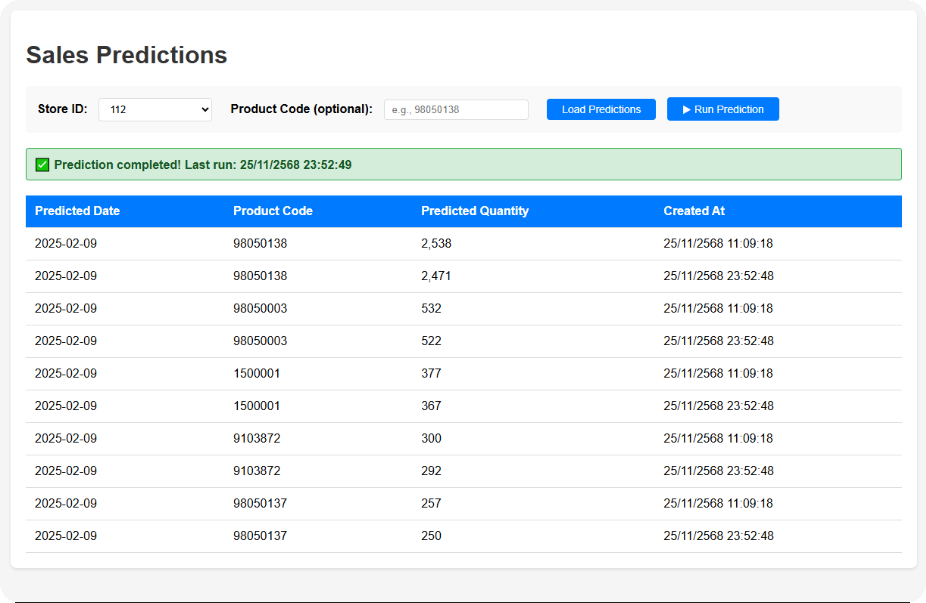 Sales Predictions
Store ID: 112 Product Code (optional): e.g., 98050138 Load Predictions ▶ Run Prediction
✅ Prediction completed! Last run: 25/11/2568 23:52:49
Predicted Date Product Code Predicted Quantity Created At
2025-02-09 98050138 2,538 25/11/2568 11:09:18
2025-02-09 98050138 2,471 25/11/2568 23:52:48
2025-02-09 98050003 532 25/11/2568 11:09:18
2025-02-09 98050003 522 25/11/2568 23:52:48
2025-02-09 1500001 377 25/11/2568 11:09:18
2025-02-09 1500001 367 25/11/2568 23:52:48
2025-02-09 9103872 300 25/11/2568 11:09:18
2025-02-09 9103872 292 25/11/2568 23:52:48
2025-02-09 98050137 257 25/11/2568 11:09:18
2025-02-09 98050137 250 25/11/2568 23:52:48